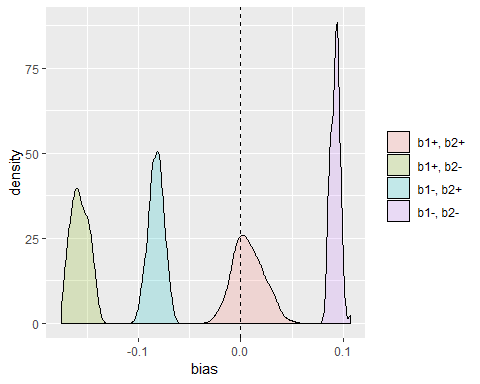 density
75
50
25
0
-0.1
0.0
0.1
bias
b1+, b2+
b1+, b2-
b1-, b2+
b1-, b2-